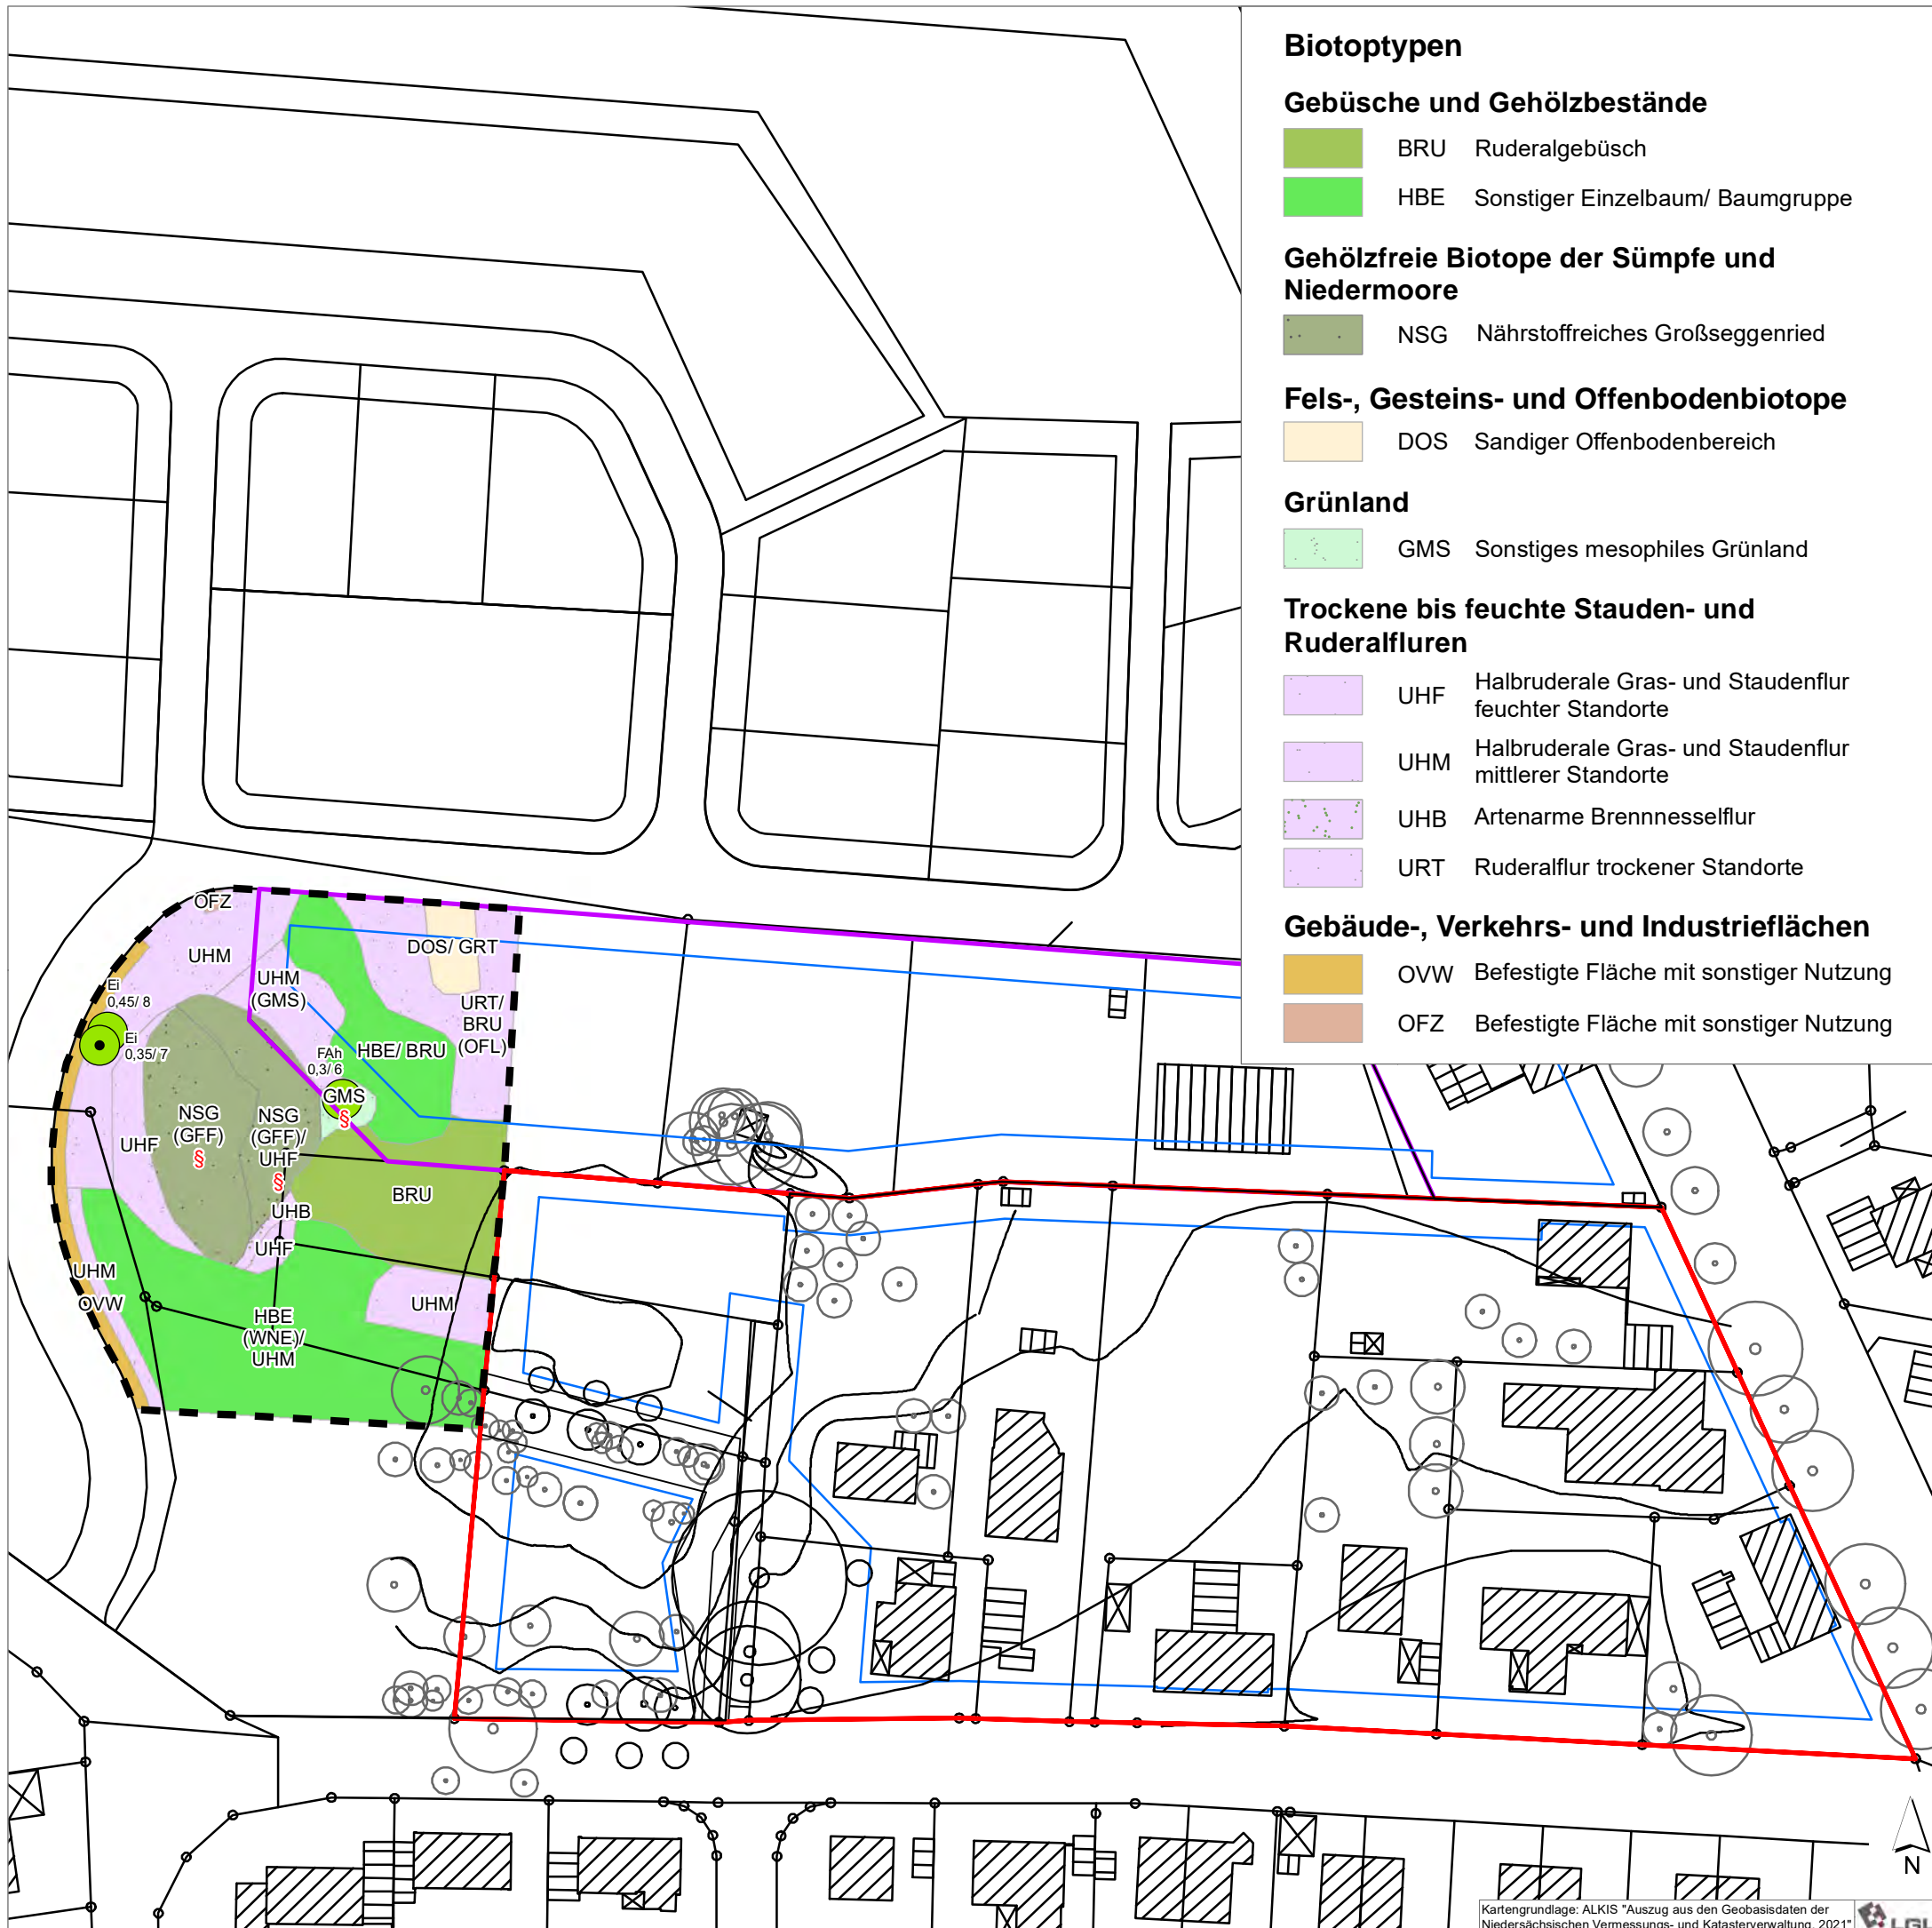 Biotoptypen
Gebüsche und Gehölzbestände
BRU Ruderalgebüsch
HBE Sonstiger Einzelbaum/ Baumgruppe
Gehölzfreie Biotope der Sümpfe und
Niedermoore
NSG Nährstoffreiches Großseggenried
Fels-, Gesteins- und Offenbodenbiotope
DOS Sandiger Offenbodenbereich
Grünland
GMS Sonstiges mesophiles Grünland
Trockene bis feuchte Stauden- und
Ruderalfluren
UHF Halbruderale Gras- und Staudenflur
feuchter Standorte
UHM Halbruderale Gras- und Staudenflur
mittlerer Standorte
UHB Artenarme Brennnesselflur
URT Ruderalflur trockener Standorte
Gebäude-, Verkehrs- und Industrieflächen
OVW Befestigte Fläche mit sonstiger Nutzung
OFZ Befestigte Fläche mit sonstiger Nutzung
OFZ
UHM
DOS/ GRT
UHM
(GMS)
Ei
0,45/ 8
Ei
0,35/ 7
URT/
BRU
(OFL)
HBE/ BRU
FAh
0,3/ 6
GMS
§
NSG
(GFF)
§
NSG
(GFF)/
UHF
§
UHF
BRU
UHB
UHF
UHM
OVW
UHM
HBE
(WNE)/
UHM
N
Kartengrundlage: ALKIS "Auszug aus den Geobasisdaten der
Niedersächsischen Vermessungs- und Katasterverwaltung, 2021"
LGL